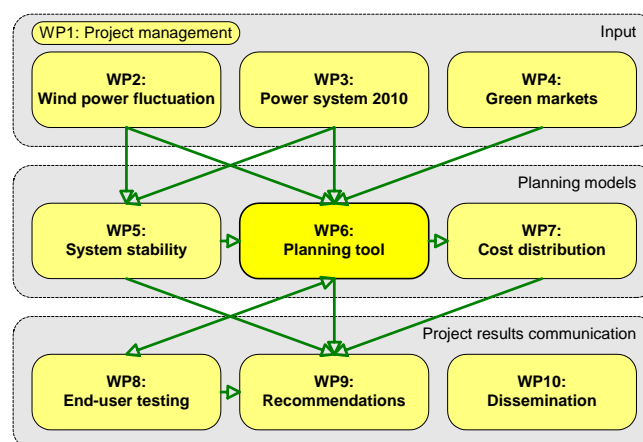 WP1: Project management
Input
WP2:
Wind power fluctuation
WP3:
Power system 2010
WP4:
Green markets
Planning models
WP5:
System stability
WP6:
Planning tool
WP7:
Cost distribution
Project results communication
WP8:
End-user testing
WP9:
Recommendations
WP10:
Dissemination